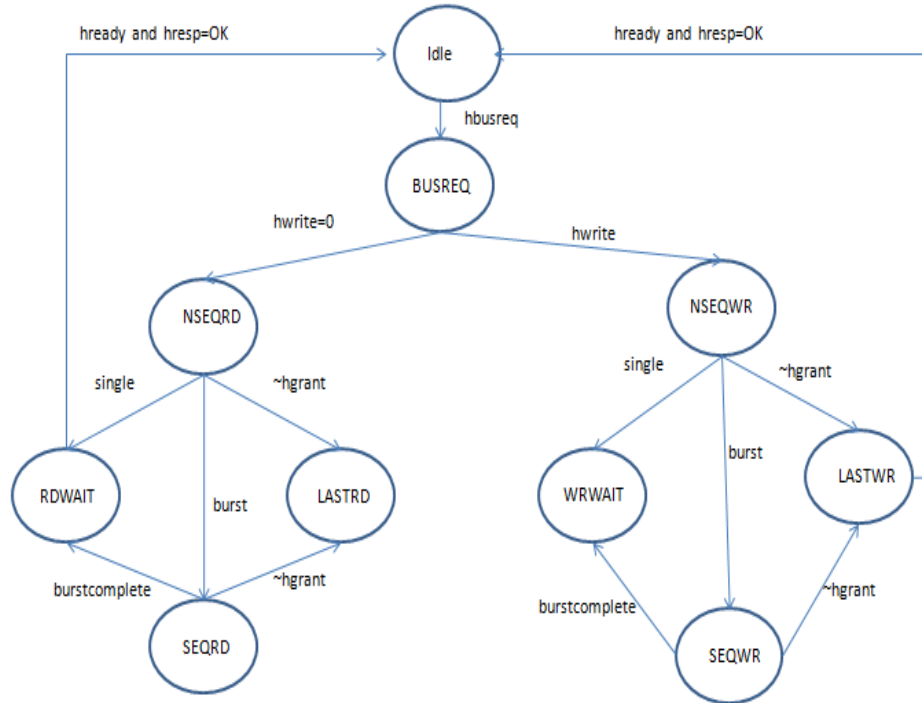 hready and hresp=OK
hready and hresp=OK
Idle
hbusreq
BUSREQ
hwrite=0
hwrite
NSEQRD
NSEQWR
single
~hgrant
single
~hgrant
burst
burst
RDWAIT
LASTRD
WRWAIT
LASTWR
burstcomplete
~hgrant
burstcomplete
~hgrant
SEQRD
SEQWR